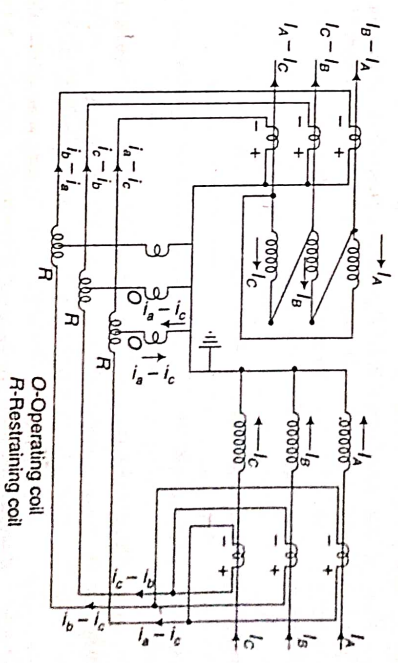 I_B – I_A
I_C – I_B
I_A – I_C
– +
– +
– +
I_A
I_B
I_C
i_b – i_a
i_c – i_b
i_a – i_c
R
R
R
O
O
i_a – i_c
i_a – i_c
I_A
I_B
I_C
– +
– +
– +
i_c – i_b
i_b – i_c
i_a – i_c
I_A
I_B
I_C
O-Operating coil
R-Restraining coil